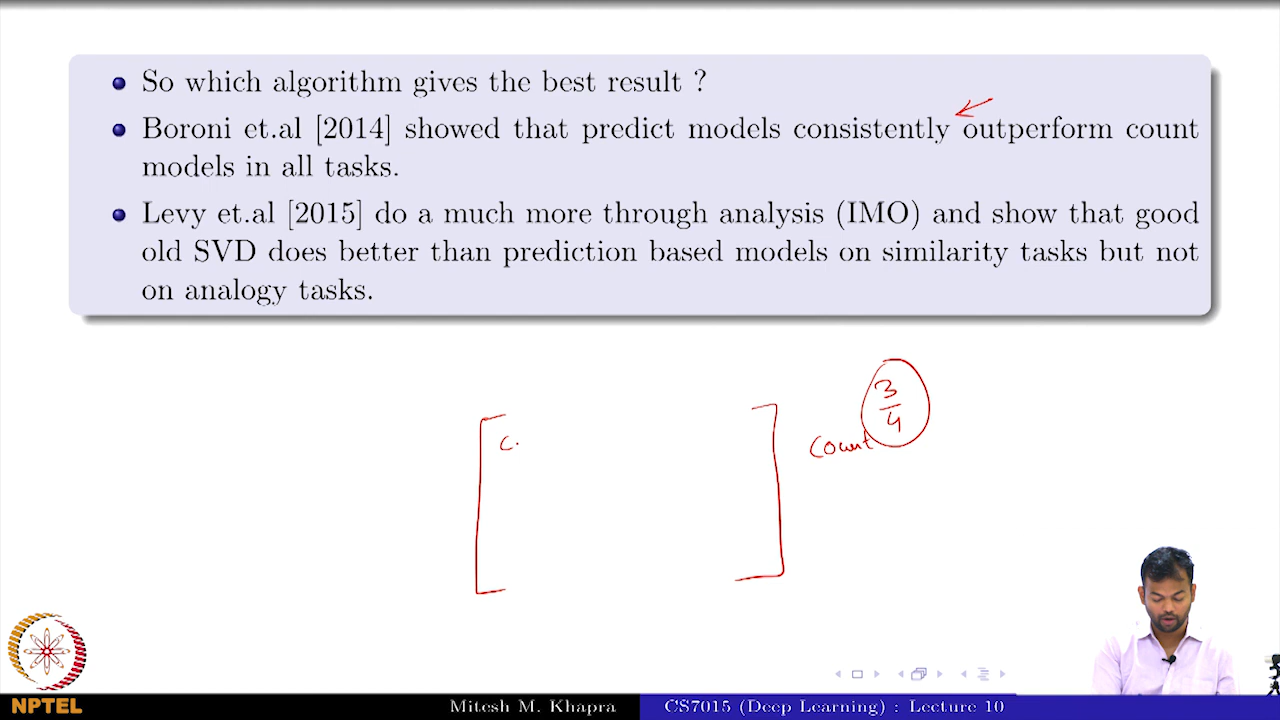 So which algorithm gives the best result ?
Boroni et.al [2014] showed that predict models consistently outperform count
models in all tasks.
Levy et.al [2015] do a much more through analysis (IMO) and show that good
old SVD does better than prediction based models on similarity tasks but not
on analogy tasks.
3
4
c.
Count
NPTEL
Mitesh M. Khapra
CS7015 (Deep Learning) : Lecture 10